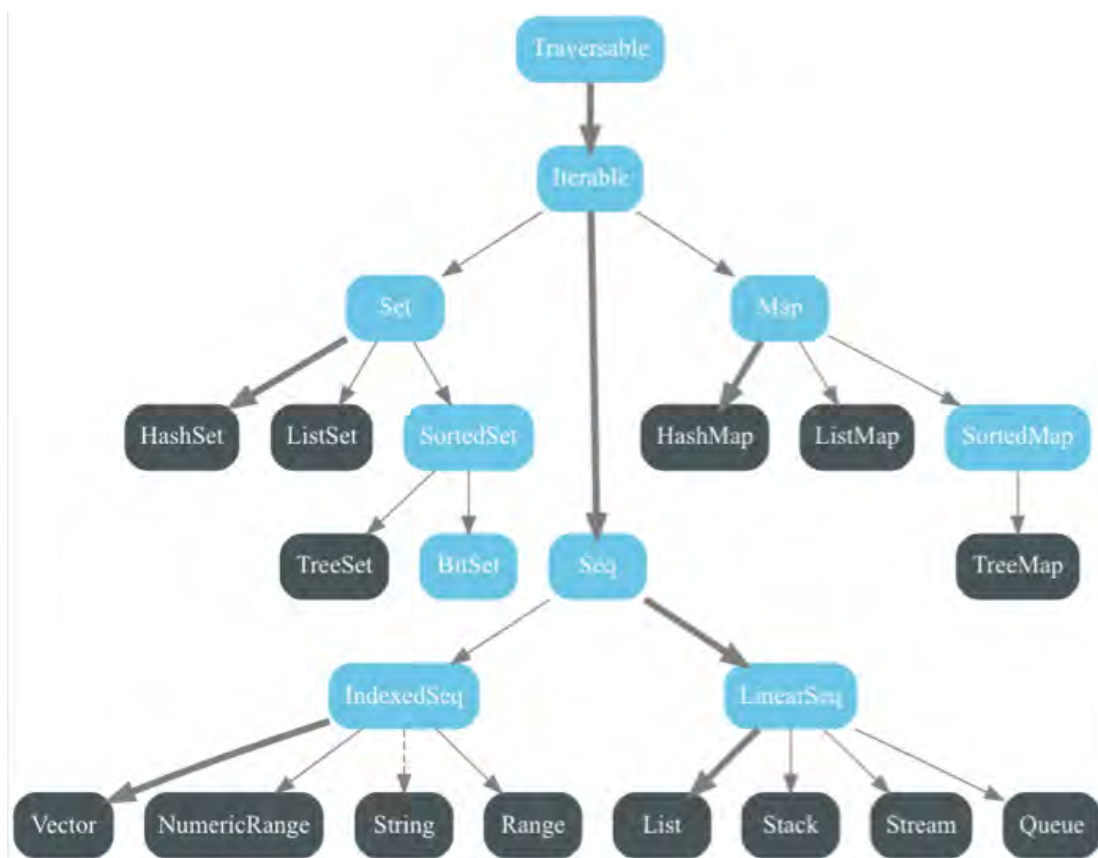 Traversable
Iterable
Set
Map
HashSet
ListSet
SortedSet
HashMap
ListMap
SortedMap
TreeSet
BitSet
Seq
TreeMap
IndexedSeq
LinearSeq
Vector
NumericRange
String
Range
List
Stack
Stream
Queue